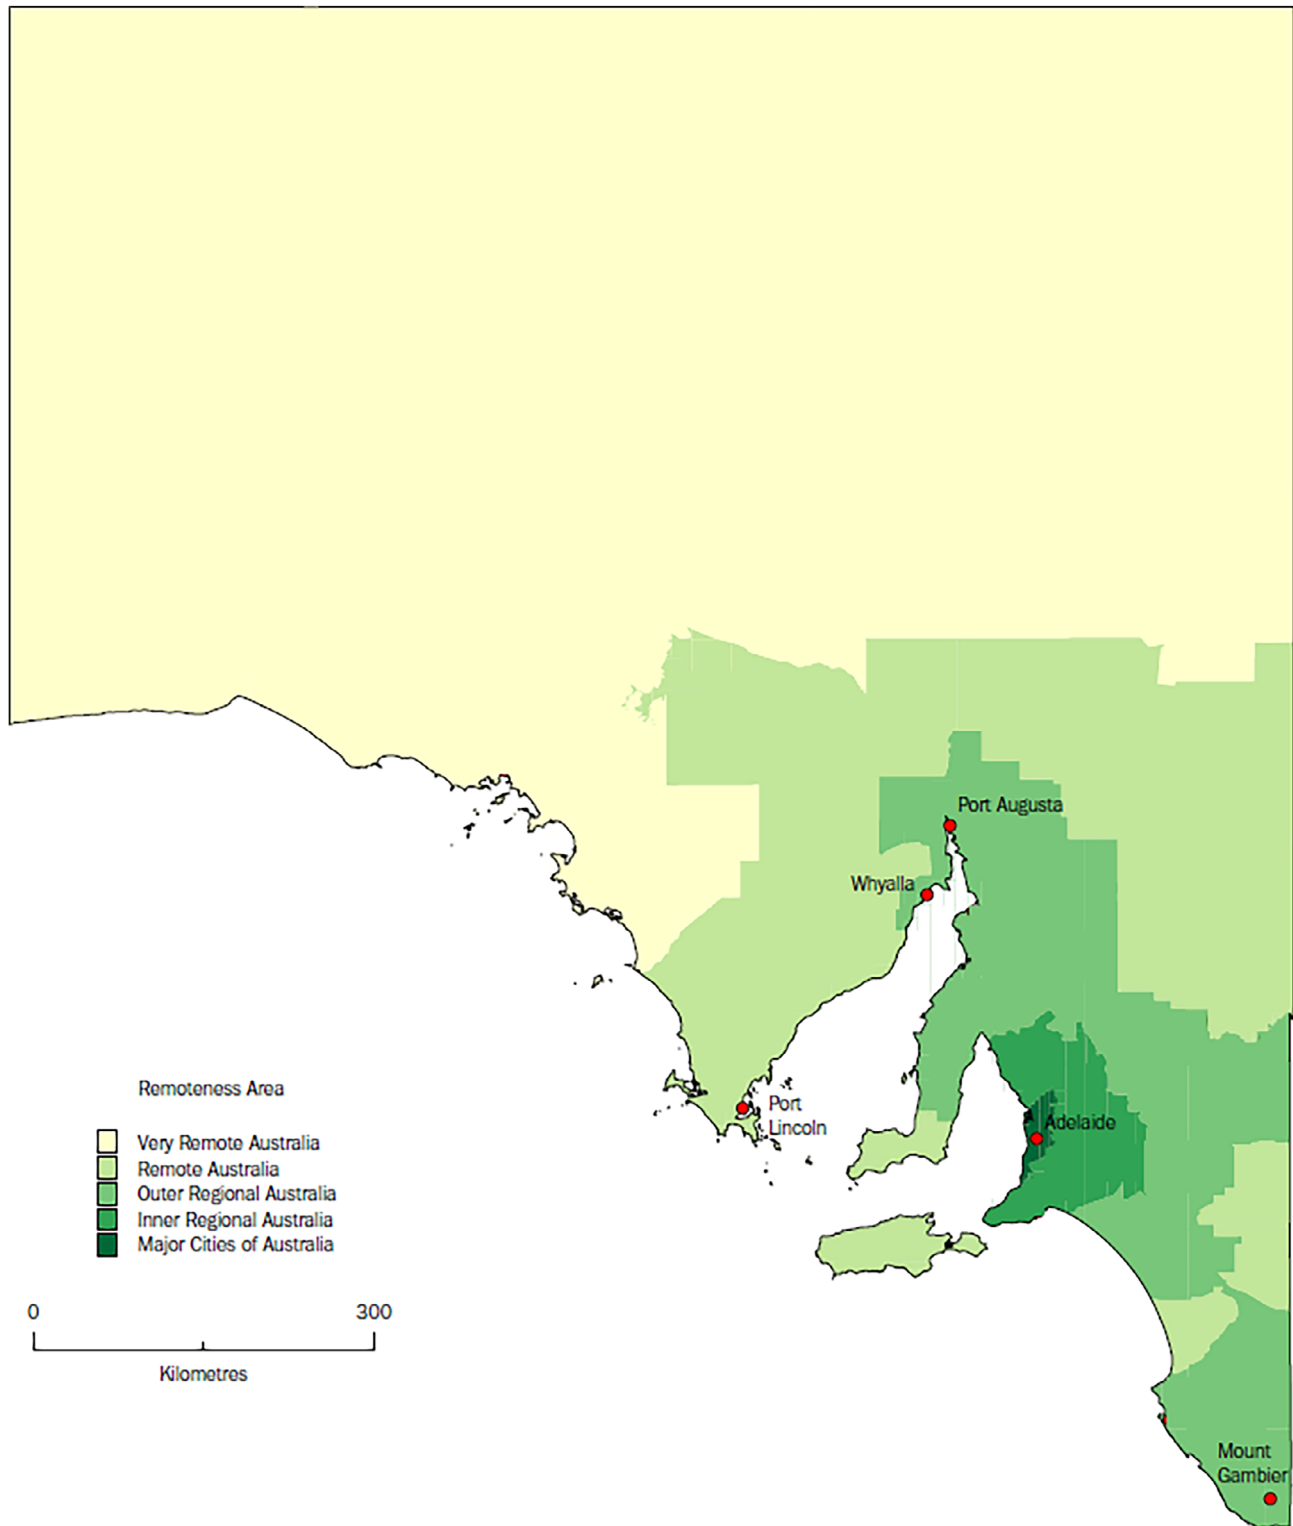 Port Augusta
Whyalla
Remoteness Area
Port
Lincoln
Adelaide
Very Remote Australia
Remote Australia
Outer Regional Australia
Inner Regional Australia
Major Cities of Australia
0 300
Kilometres
Mount
Gambier